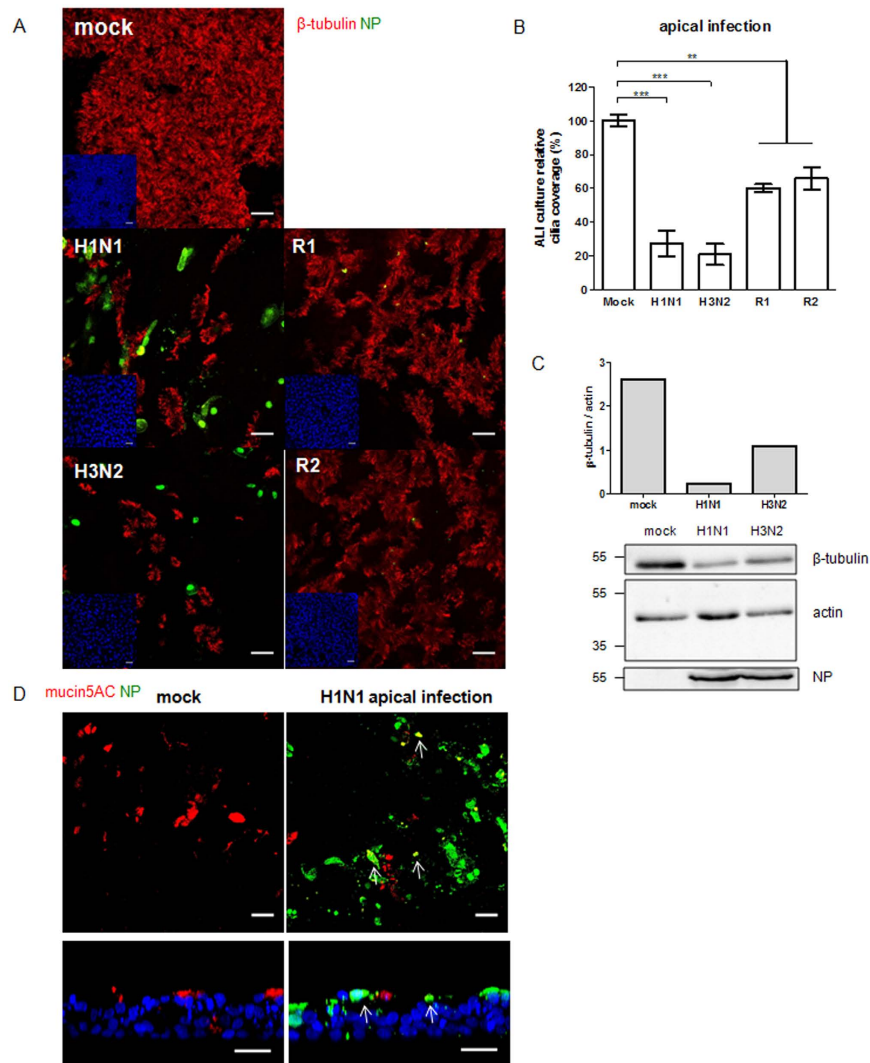 A
mock
β-tubulin NP
H1N1
R1
H3N2
R2
B
apical infection
**
***
***
ALI culture relative
cilia coverage (%)
120
100
80
60
40
20
0
Mock H1N1 H3N2 R1 R2
C
β-tubulin / actin
3
2
1
0
mock H1N1 H3N2
mock H1N1 H3N2
55 β-tubulin
55
actin
35
55 NP
D
mucin5AC NP
mock
H1N1 apical infection